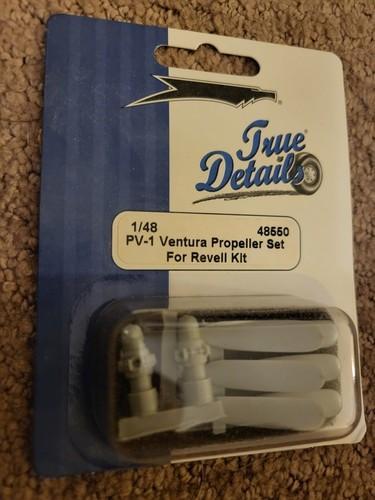 True
Details
1/48 48550
PV-1 Ventura Propeller Set
For Revell Kit